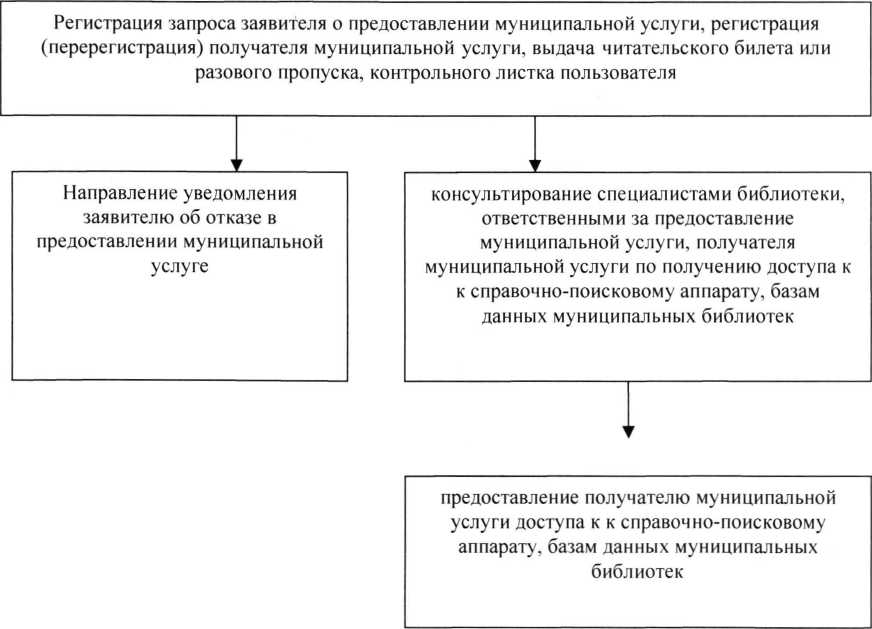 Регистрация запроса заявителя о предоставлении муниципальной услуги, регистрация
(перерегистрация) получателя муниципальной услуги, выдача читательского билета или
разового пропуска, контрольного листка пользователя
Направление уведомления
заявителю об отказе в
предоставлении муниципальной
услуге
консультирование специалистами библиотеки,
ответственными за предоставление
муниципальной услуги, получателя
муниципальной услуги по получению доступа к
к справочно-поисковому аппарату, базам
данных муниципальных библиотек
предоставление получателю муниципальной
услуги доступа к к справочно-поисковому
аппарату, базам данных муниципальных
библиотек